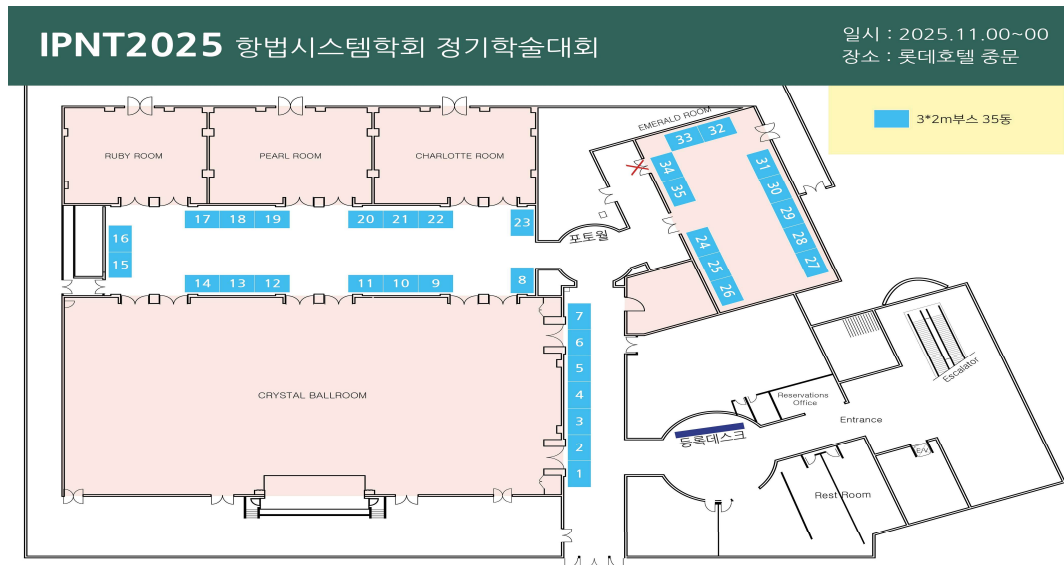 IPNT2025 항법시스템학회 정기학술대회
일시 : 2025.11.00~00
장소 : 롯데호텔 중문
3*2m부스 35동
EMERALD ROOM
RUBY ROOM
PEARL ROOM
CHARLOTTE ROOM
33
32
34
35
31
30
29
28
27
24
25
26
17
18
19
20
21
22
23
포토월
16
15
14
13
12
11
10
9
8
7
6
5
4
3
2
1
CRYSTAL BALLROOM
Escalator
Reservations
Office
Entrance
등록데스크
E/V
Rest Room